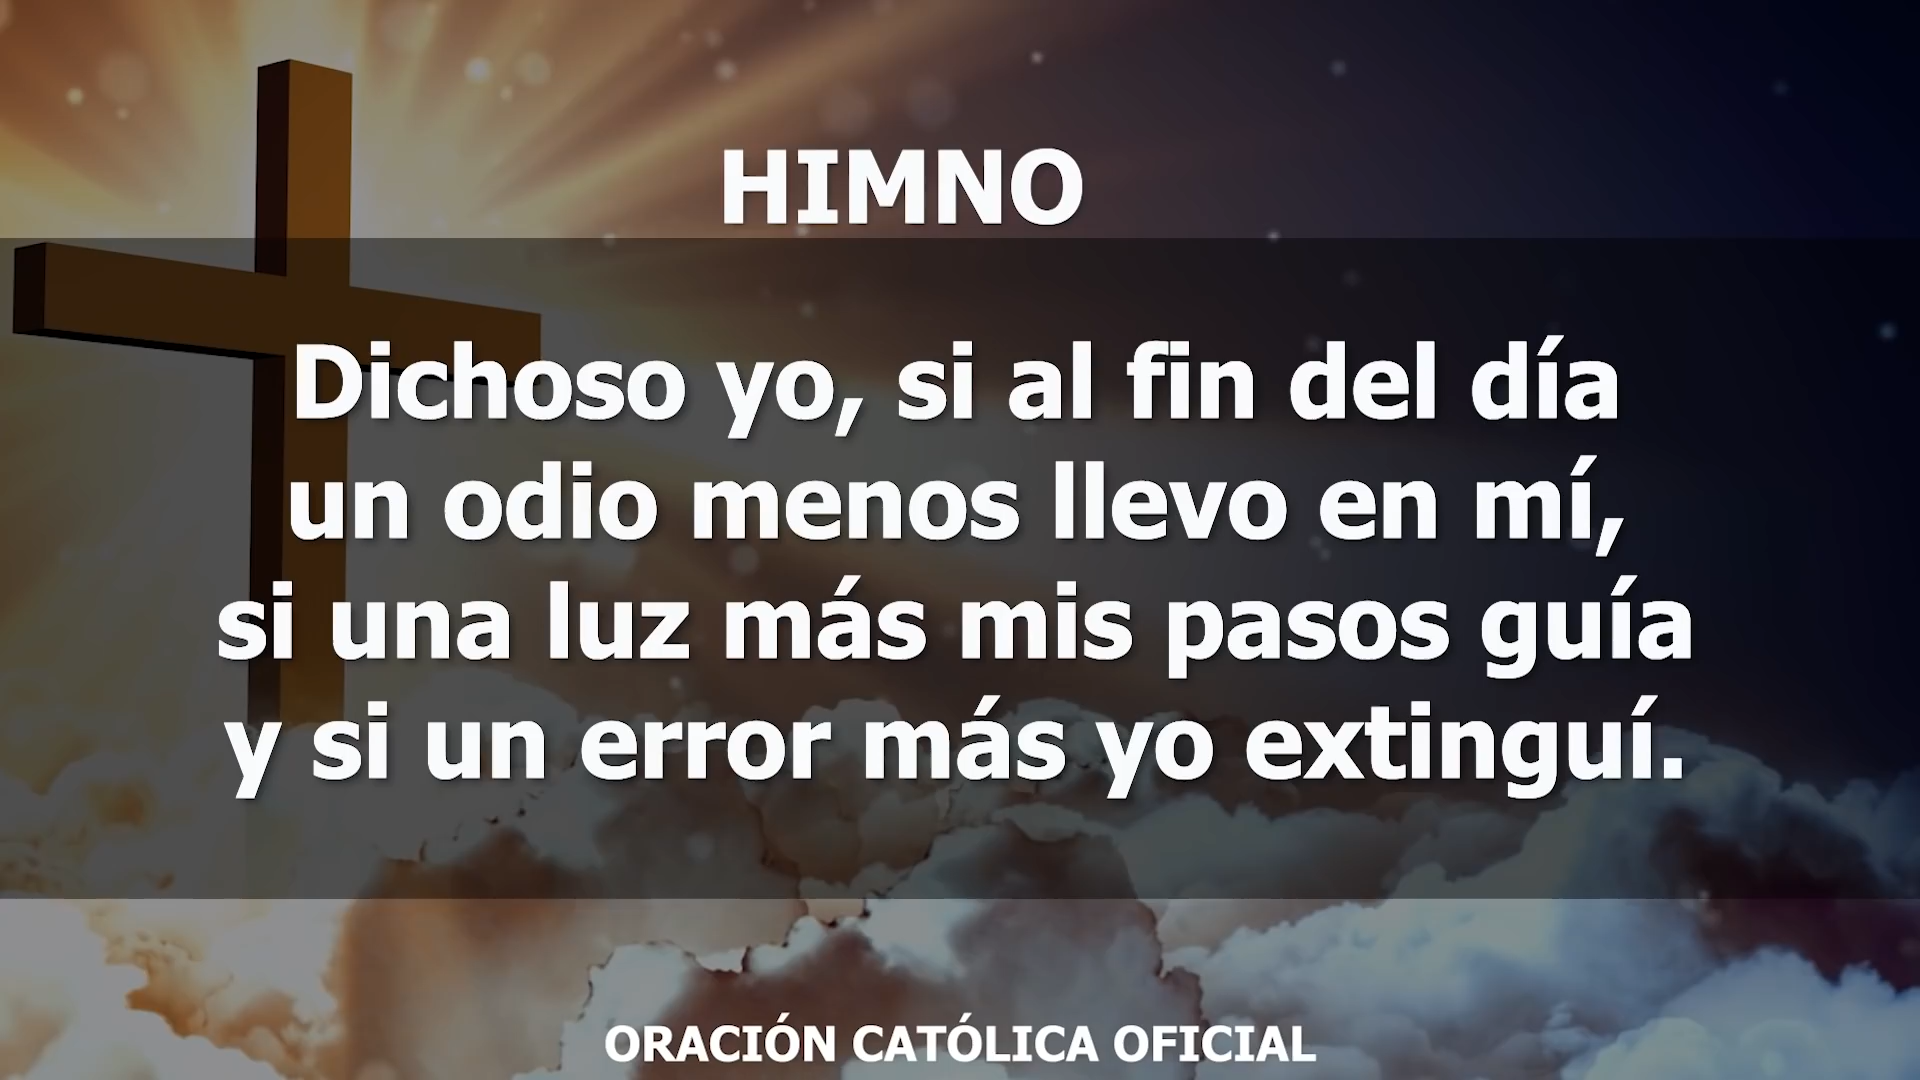 HIMNO
Dichoso yo, si al fin del día
un odio menos llevo en mí,
si una luz más mis pasos guía
y si un error más yo extinguí.
ORACIÓN CATÓLICA OFICIAL